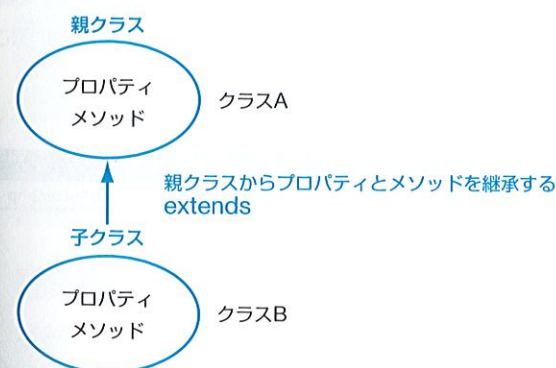 親クラス
プロパティ
メソッド
クラスA
親クラスからプロパティとメソッドを継承する
extends
子クラス
プロパティ
メソッド
クラスB